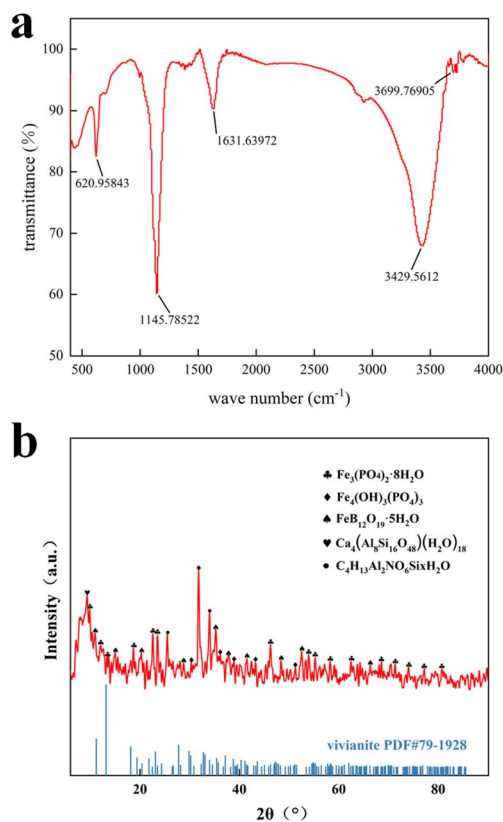 a
100
90
80
70
60
50
transmittance (%)
620.95843
1145.78522
1631.63972
3699.76905
3429.5612
500 1000 1500 2000 2500 3000 3500 4000
wave number (cm⁻¹)
b
♣ Fe₃(PO₄)₂·8H₂O
♦ Fe₄(OH)₃(PO₄)₃
♠ FeB₁₂O₁₉·5H₂O
♥ Ca₄(Al₈Si₁₆O₄₈)(H₂O)₁₈
• C₄H₁₃Al₂NO₆SixH₂O
Intensity (a.u.)
vivianite PDF#79-1928
20 40 60 80
2θ (°)